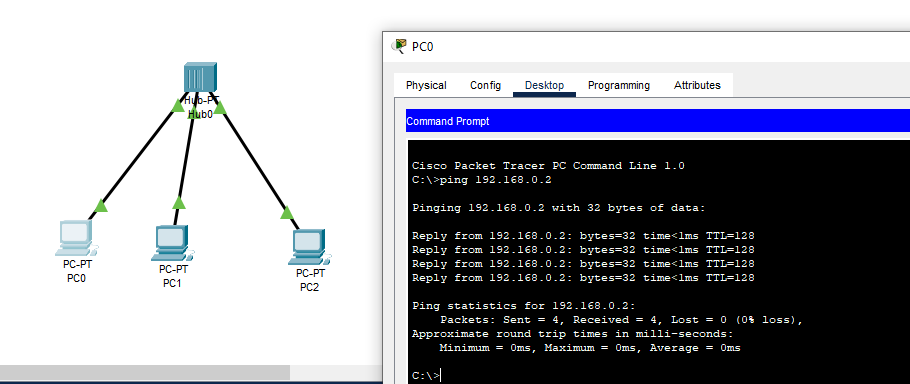 Hub-PT
Hub0
PC-PT
PC0
PC-PT
PC1
PC-PT
PC2
PC0
Physical Config Desktop Programming Attributes
Command Prompt
Cisco Packet Tracer PC Command Line 1.0
C:\>ping 192.168.0.2
Pinging 192.168.0.2 with 32 bytes of data:
Reply from 192.168.0.2: bytes=32 time<1ms TTL=128
Reply from 192.168.0.2: bytes=32 time<1ms TTL=128
Reply from 192.168.0.2: bytes=32 time<1ms TTL=128
Reply from 192.168.0.2: bytes=32 time<1ms TTL=128
Ping statistics for 192.168.0.2:
Packets: Sent = 4, Received = 4, Lost = 0 (0% loss),
Approximate round trip times in milli-seconds:
Minimum = 0ms, Maximum = 0ms, Average = 0ms
C:\>